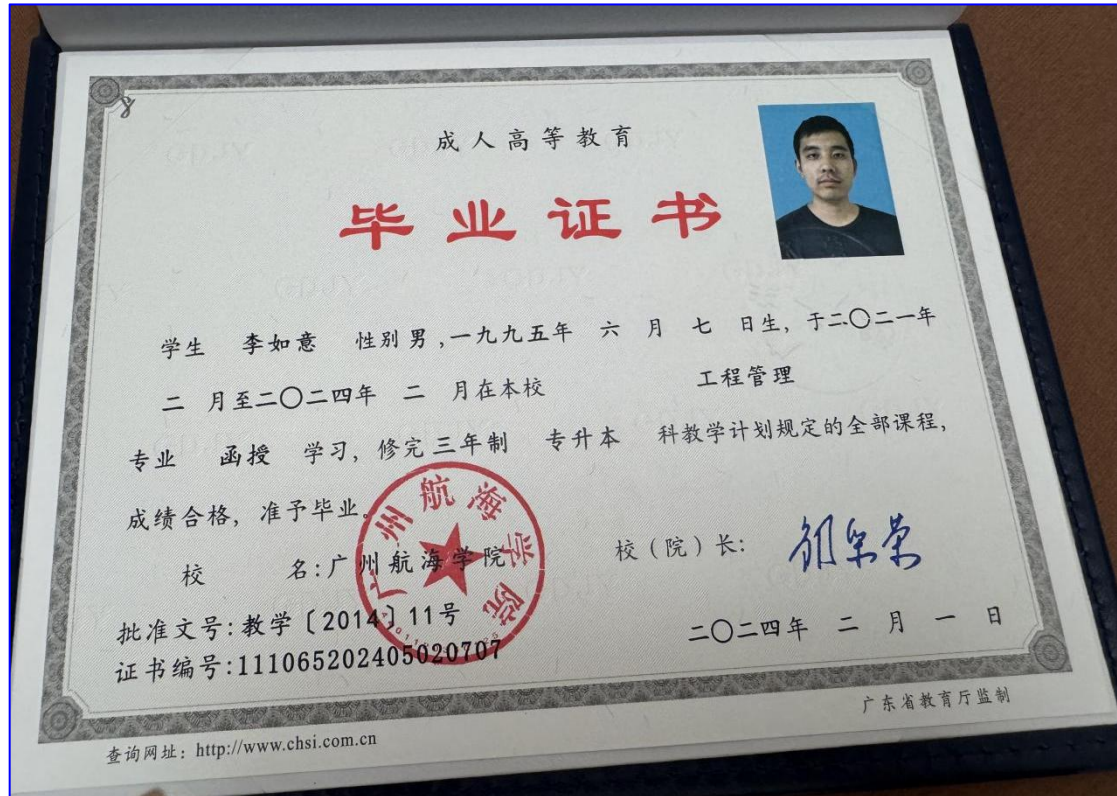 成人高等教育
毕业证书
学生 李如意 性别 男,一九九五年 六 月 七 日生, 于二〇二一年
二 月至二〇二四年 二 月在本校 工程管理
专业 函授 学习, 修完 三年制 专升本 科教学计划规定的全部课程,
成绩合格, 准予毕业。
校 名:广州航海学院 校(院)长:
批准文号:教学〔2014〕11号
二〇二四年 二 月 一 日
证书编号:111065202405020707
广州航海学院
广东省教育厅监制
查询网址: http://www.chsi.com.cn